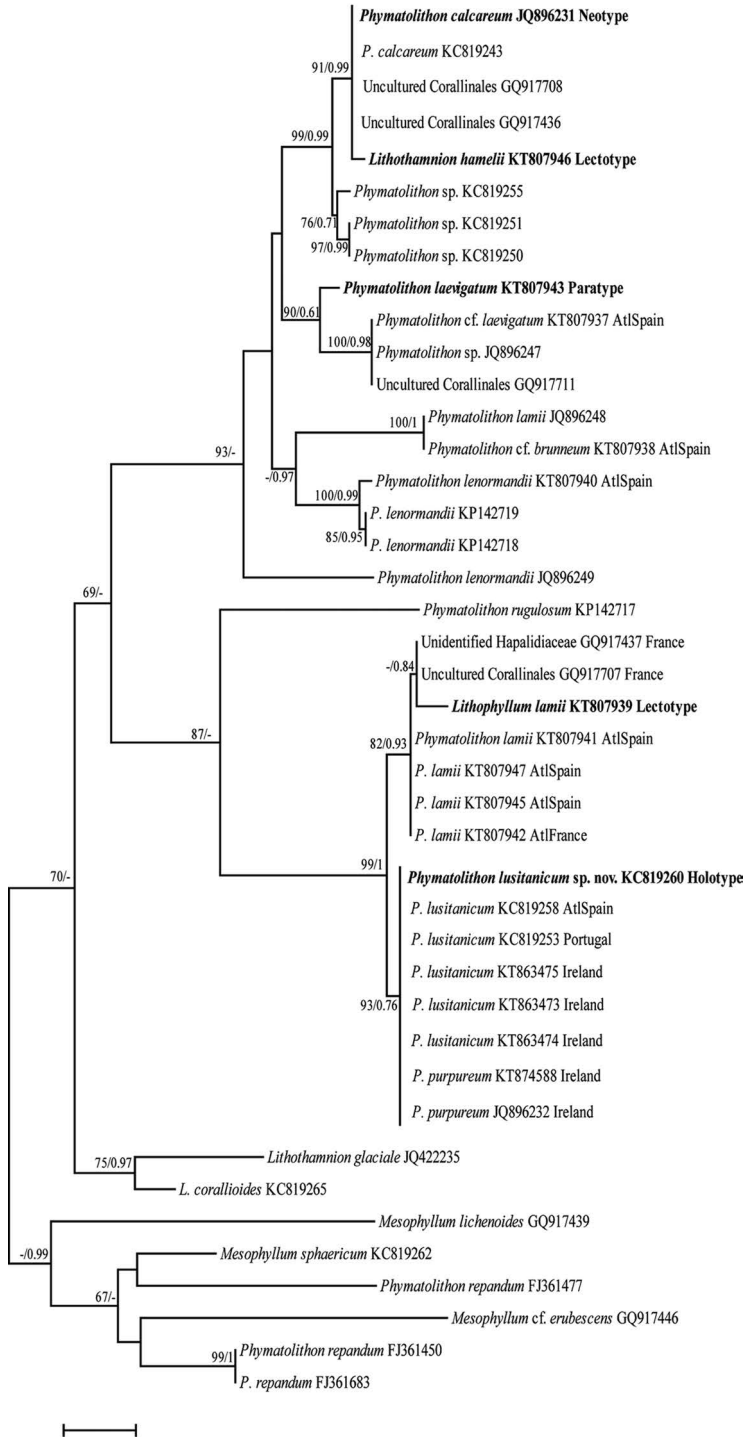 Phymatolithon calcareum JQ896231 Neotype
P. calcareum KC819243
91/0.99
Uncultured Corallinales GQ917708
Uncultured Corallinales GQ917436
99/0.99
Lithothamnion hamelii KT807946 Lectotype
Phymatolithon sp. KC819255
76/0.71
Phymatolithon sp. KC819251
97/0.99
Phymatolithon sp. KC819250
Phymatolithon laevigatum KT807943 Paratype
90/0.61
Phymatolithon cf. laevigatum KT807937 AtlSpain
100/0.98
Phymatolithon sp. JQ896247
Uncultured Corallinales GQ917711
100/1
Phymatolithon lamii JQ896248
Phymatolithon cf. brunneum KT807938 AtlSpain
93/-
-/0.97
Phymatolithon lenormandii KT807940 AtlSpain
100/0.99
P. lenormandii KP142719
85/0.95
P. lenormandii KP142718
Phymatolithon lenormandii JQ896249
69/-
Phymatolithon rugulosum KP142717
Unidentified Hapalidiaceae GQ917437 France
-/0.84
Uncultured Corallinales GQ917707 France
Lithophyllum lamii KT807939 Lectotype
87/-
82/0.93
Phymatolithon lamii KT807941 AtlSpain
P. lamii KT807947 AtlSpain
P. lamii KT807945 AtlSpain
P. lamii KT807942 AtlFrance
99/1
70/-
Phymatolithon lusitanicum sp. nov. KC819260 Holotype
P. lusitanicum KC819258 AtlSpain
P. lusitanicum KC819253 Portugal
P. lusitanicum KT863475 Ireland
93/0.76
P. lusitanicum KT863473 Ireland
P. lusitanicum KT863474 Ireland
P. purpureum KT874588 Ireland
P. purpureum JQ896232 Ireland
75/0.97
Lithothamnion glaciale JQ422235
L. corallioides KC819265
Mesophyllum lichenoides GQ917439
-/0.99
Mesophyllum sphaericum KC819262
67/-
Phymatolithon repandum FJ361477
Mesophyllum cf. erubescens GQ917446
99/1
Phymatolithon repandum FJ361450
P. repandum FJ361683